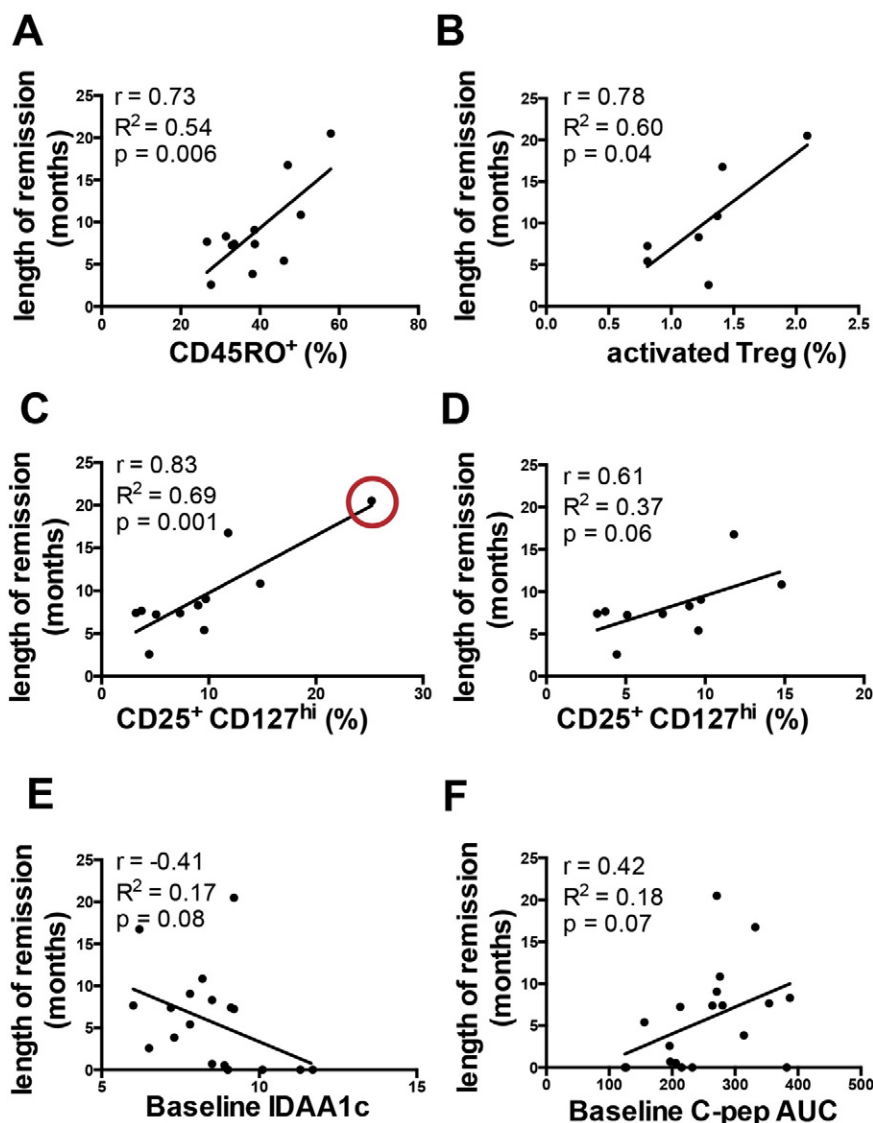 A
r = 0.73
R² = 0.54
p = 0.006
length of remission
(months)
25
20
15
10
5
0
0
20
40
60
80
CD45RO⁺ (%)
B
r = 0.78
R² = 0.60
p = 0.04
length of remission
(months)
25
20
15
10
5
0
0.0
0.5
1.0
1.5
2.0
2.5
activated Treg (%)
C
r = 0.83
R² = 0.69
p = 0.001
length of remission
(months)
25
20
15
10
5
0
0
10
20
30
CD25⁺ CD127ʰⁱ (%)
D
r = 0.61
R² = 0.37
p = 0.06
length of remission
(months)
25
20
15
10
5
0
0
5
10
15
20
CD25⁺ CD127ʰⁱ (%)
E
r = -0.41
R² = 0.17
p = 0.08
length of remission
(months)
25
20
15
10
5
0
5
10
15
Baseline IDAA1c
F
r = 0.42
R² = 0.18
p = 0.07
length of remission
(months)
25
20
15
10
5
0
0
100
200
300
400
500
Baseline C-pep AUC